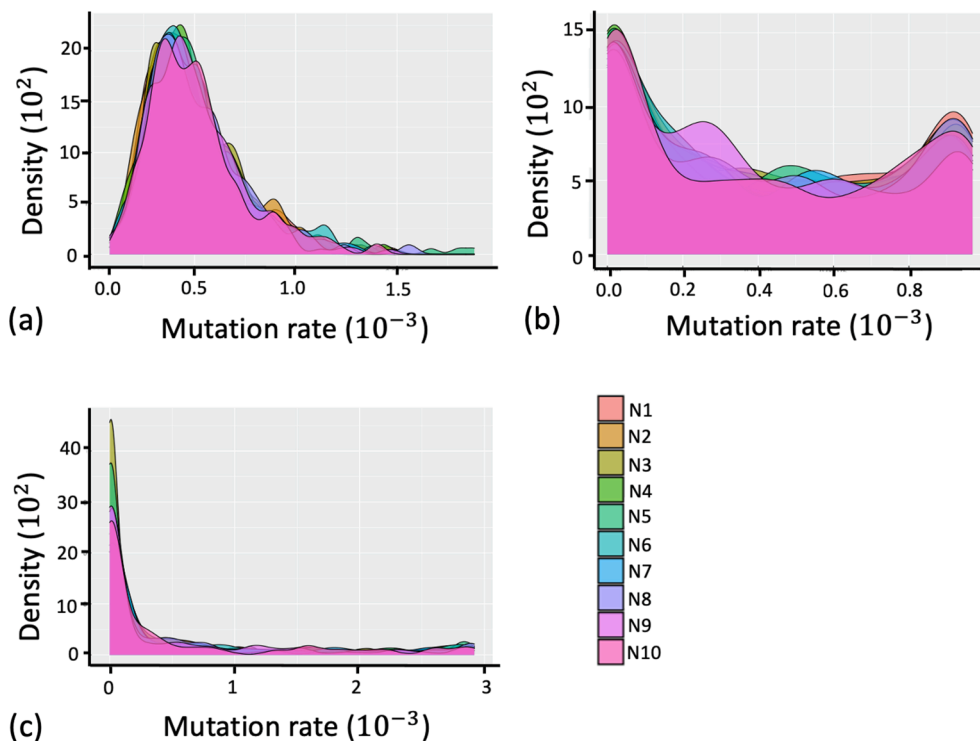 Density (10²)
20
15
10
5
0
0.0 0.5 1.0 1.5
(a)
Mutation rate (10⁻³)
Density (10²)
15
10
5
0
0.0 0.2 0.4 0.6 0.8
(b)
Mutation rate (10⁻³)
Density (10²)
40
30
20
10
0
0 1 2 3
(c)
Mutation rate (10⁻³)
N1
N2
N3
N4
N5
N6
N7
N8
N9
N10